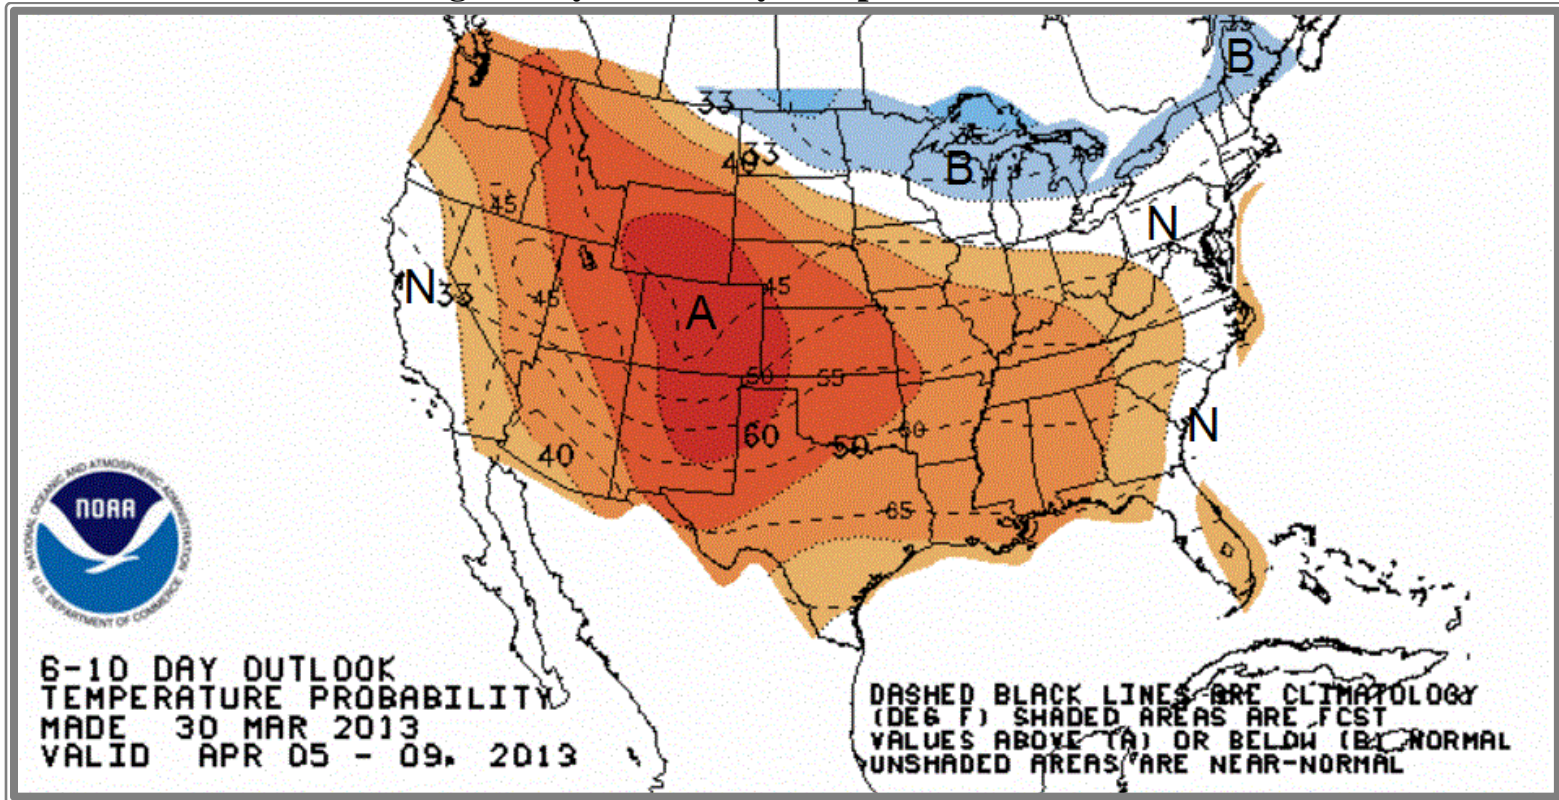 33
B
33
40
B
45
N
N
33
45
45
A
50
55
N
60
50
60
40
65
NOAA
NATIONAL OCEANIC AND ATMOSPHERIC ADMINISTRATION
U.S. DEPARTMENT OF COMMERCE
6-10 DAY OUTLOOK
TEMPERATURE PROBABILITY
MADE 30 MAR 2013
VALID APR 05 - 09, 2013
DASHED BLACK LINES ARE CLIMATOLOGY
(DEG F) SHADED AREAS ARE FCST
VALUES ABOVE (A) OR BELOW (B) NORMAL
UNSHADED AREAS ARE NEAR-NORMAL